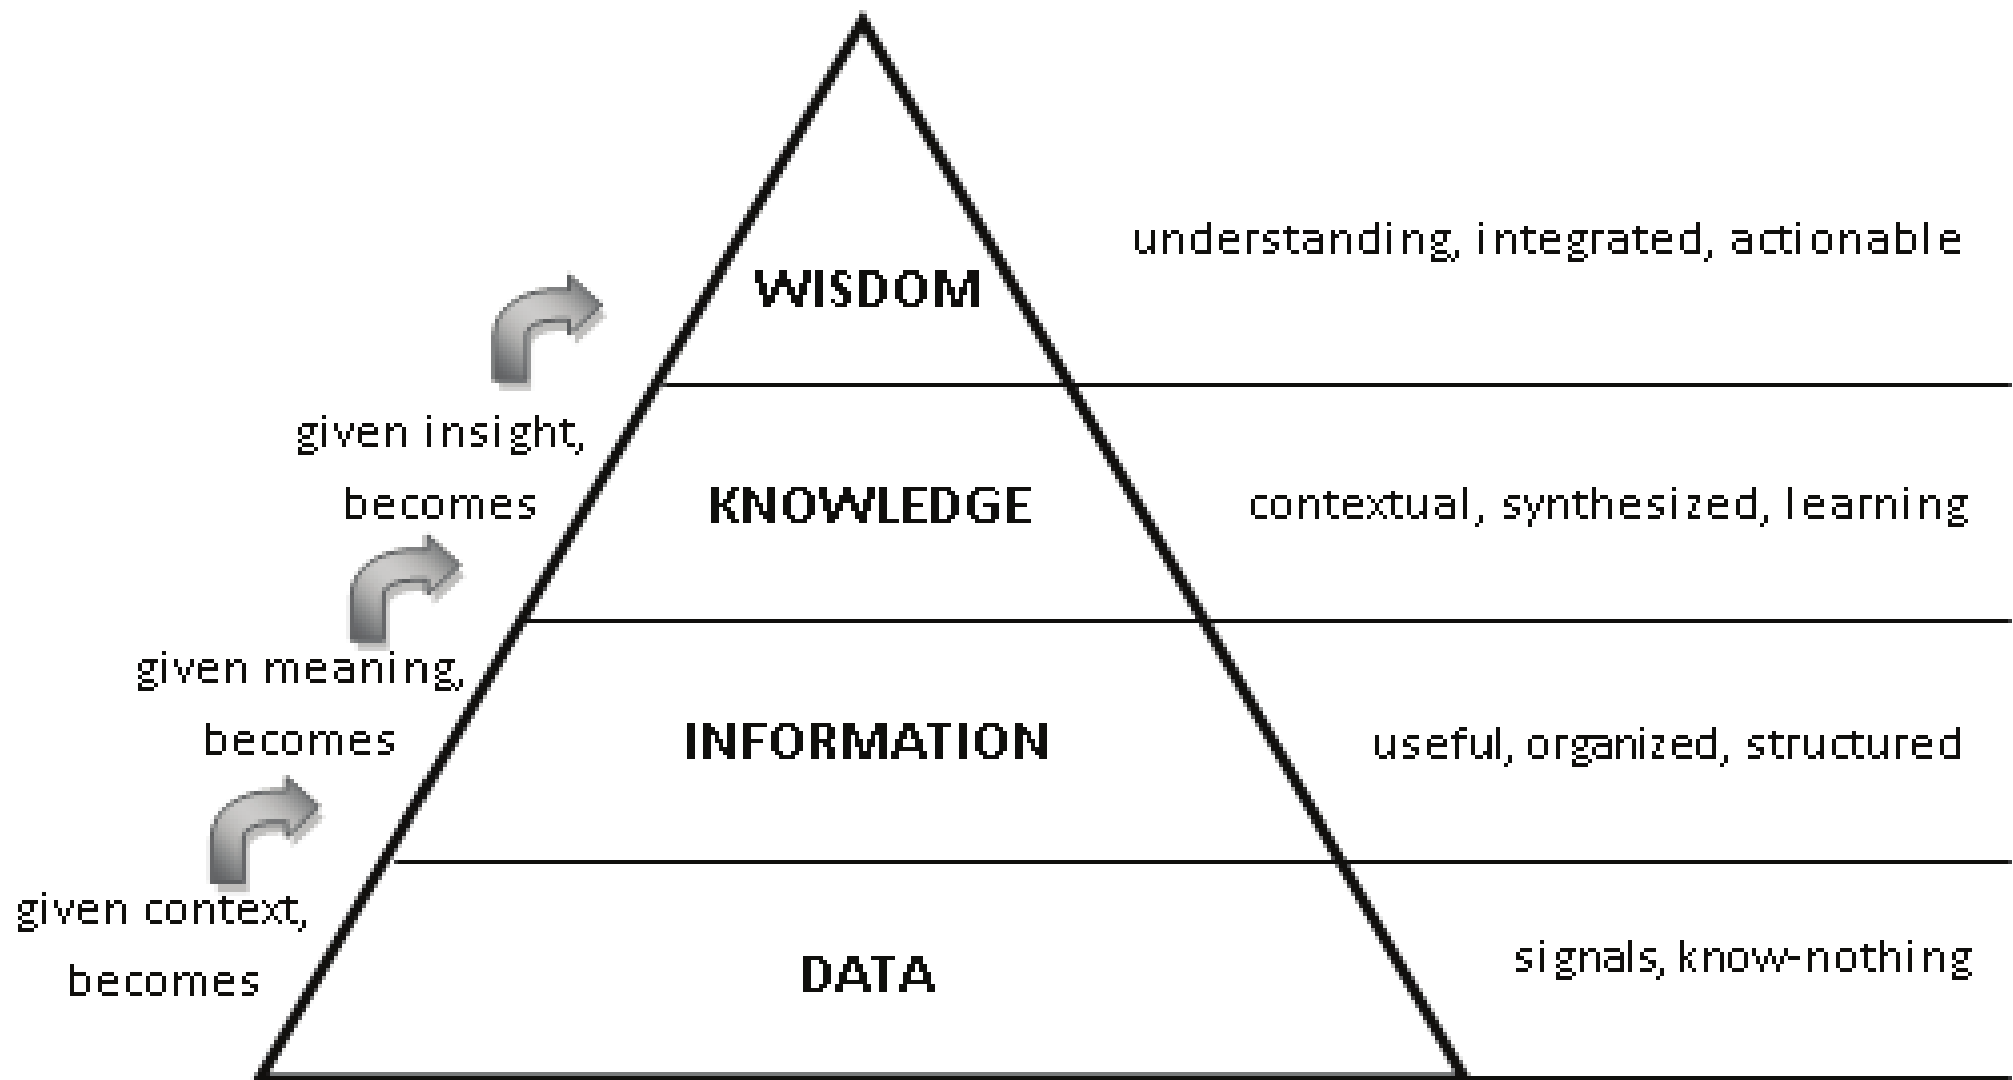 understanding, integrated, actionable
WISDOM
given insight,
becomes
KNOWLEDGE
contextual, synthesized, learning
given meaning,
becomes
INFORMATION
useful, organized, structured
given context,
becomes
DATA
signals, know-nothing